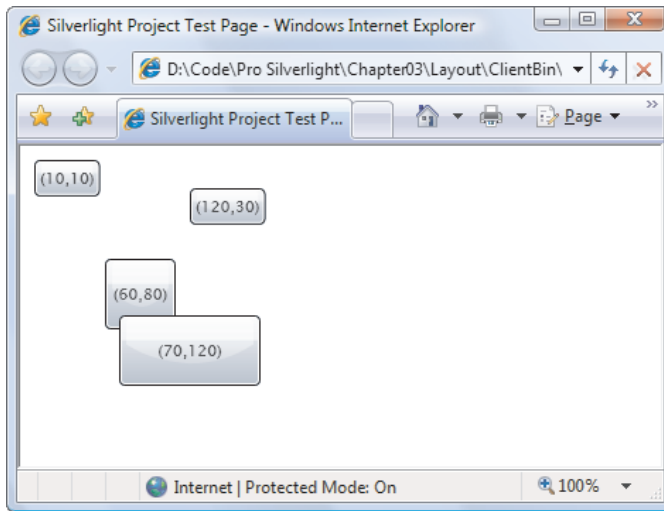 Silverlight Project Test Page - Windows Internet Explorer
D:\Code\Pro Silverlight\Chapter03\Layout\ClientBin\
Silverlight Project Test P...
Page
(10,10)
(120,30)
(60,80)
(70,120)
Internet | Protected Mode: On
100%